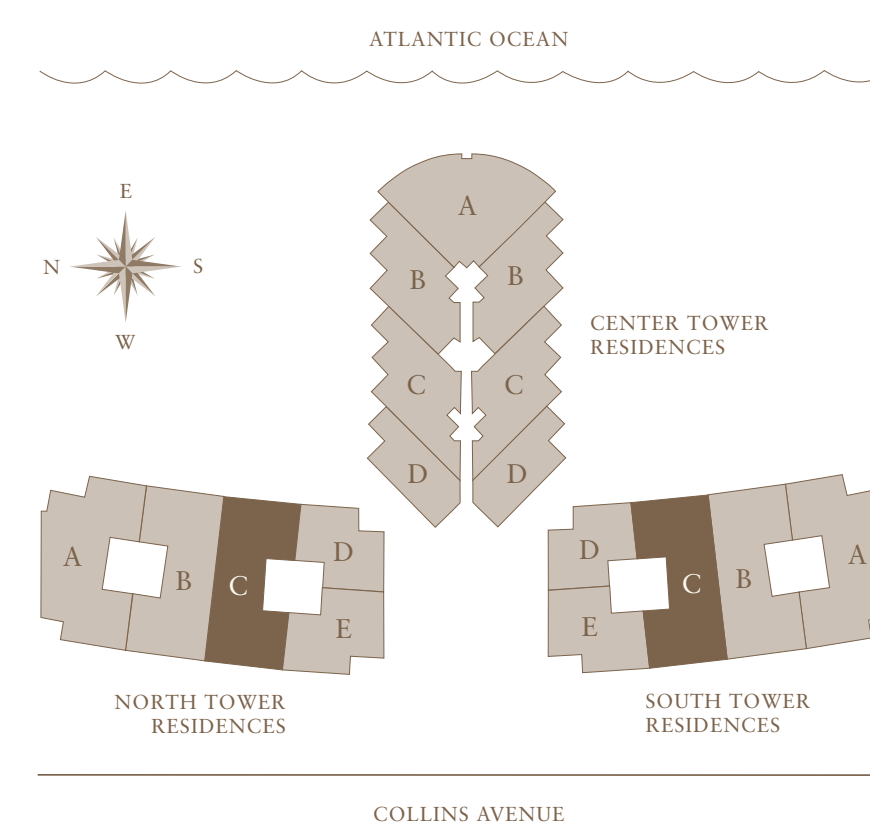 ATLANTIC OCEAN
E
N
S
W
A
B
B
CENTER TOWER
RESIDENCES
C
C
D
D
A
B
C
D
E
D
E
C
B
A
NORTH TOWER
RESIDENCES
SOUTH TOWER
RESIDENCES
COLLINS AVENUE